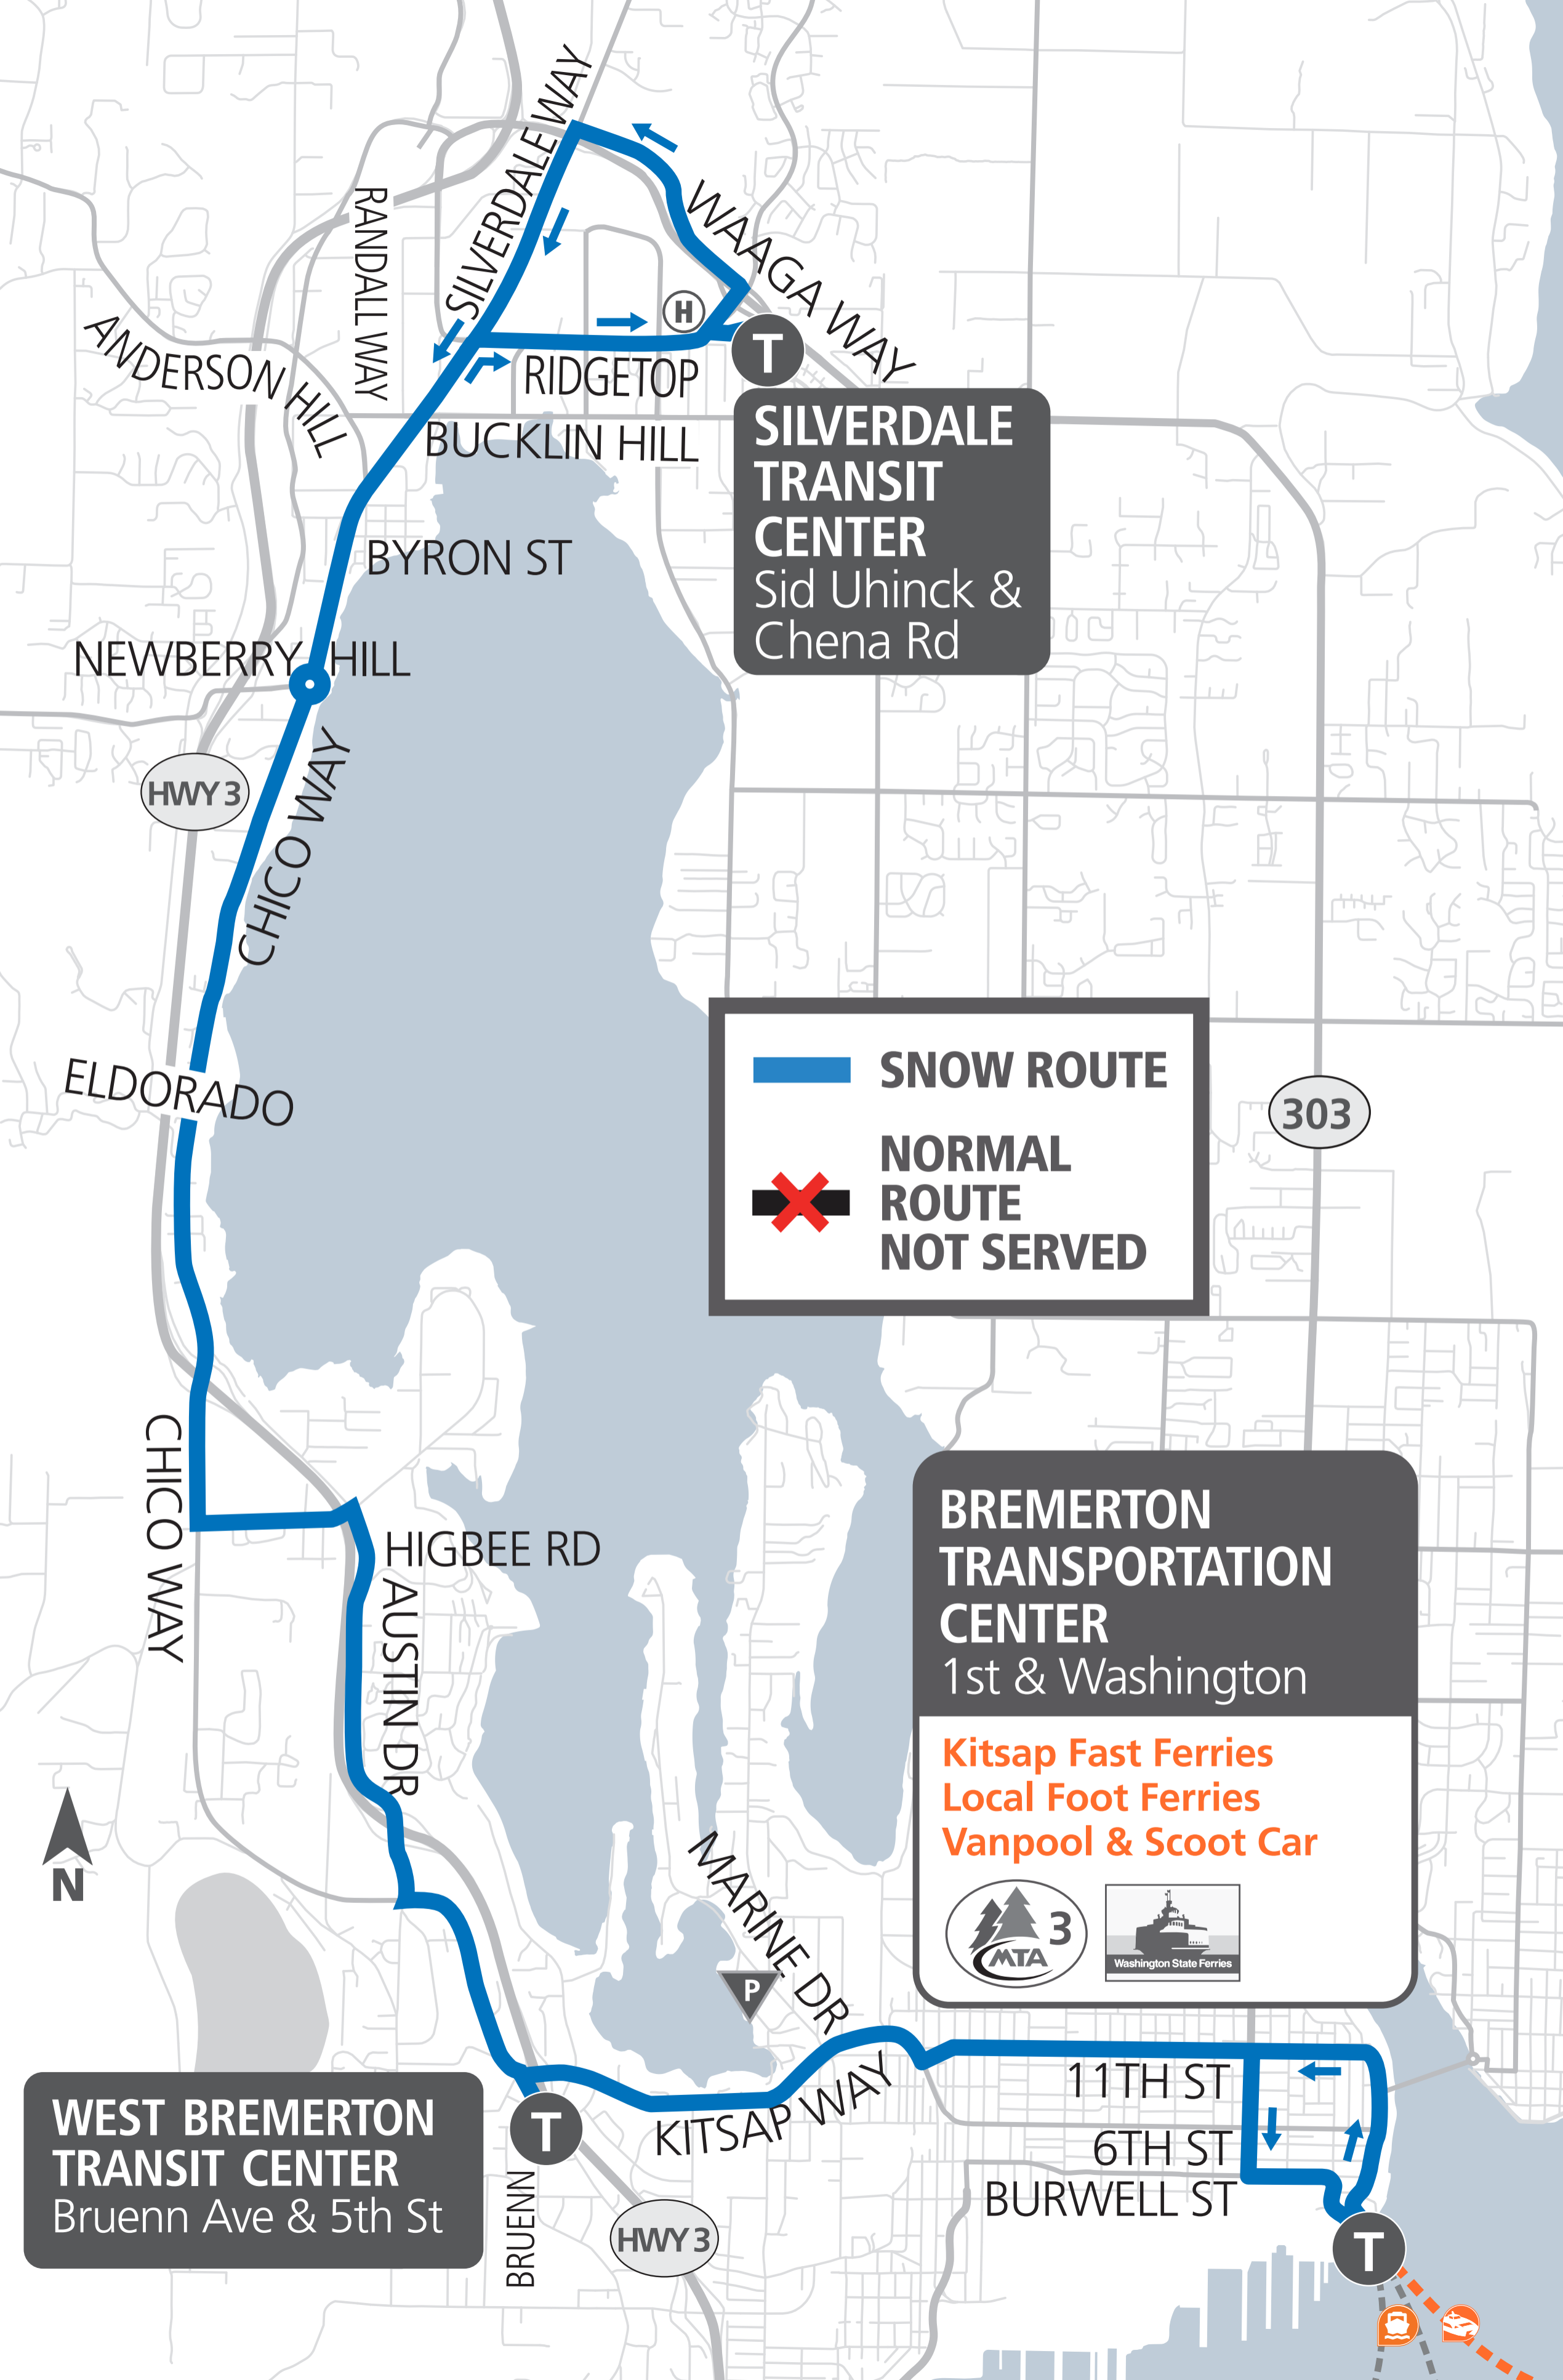 SILVERDALE WAY
RANDALL WAY
WAAGA WAY
ANDERSON HILL
H
T
RIDGETOP
BUCKLIN HILL
SILVERDALE
TRANSIT
CENTER
Sid Uhinck &
Chena Rd
BYRON ST
NEWBERRY HILL
HWY 3
CHICO WAY
ELDORADO
SNOW ROUTE
NORMAL
ROUTE
NOT SERVED
303
CHICO WAY
HIGBEE RD
AUSTIN DR
BREMERTON
TRANSPORTATION
CENTER
1st & Washington
Kitsap Fast Ferries
Local Foot Ferries
Vanpool & Scoot Car
3
MTA
Washington State Ferries
N
MARINE DR
P
KITSAP WAY
11TH ST
6TH ST
BURWELL ST
WEST BREMERTON
TRANSIT CENTER
Bruenn Ave & 5th St
T
BRUENN
HWY 3
T